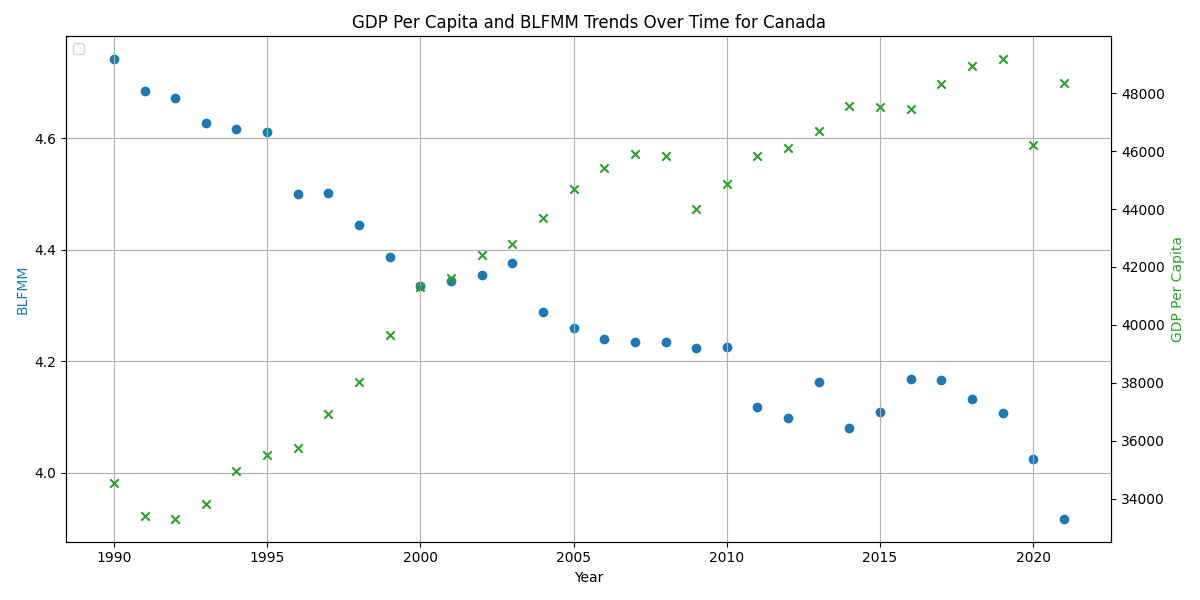 GDP Per Capita and BLFMM Trends Over Time for Canada
BLFMM
4.6
4.4
4.2
4.0
48000
46000
44000
42000
40000
38000
36000
34000
GDP Per Capita
1990 1995 2000 2005 2010 2015 2020
Year